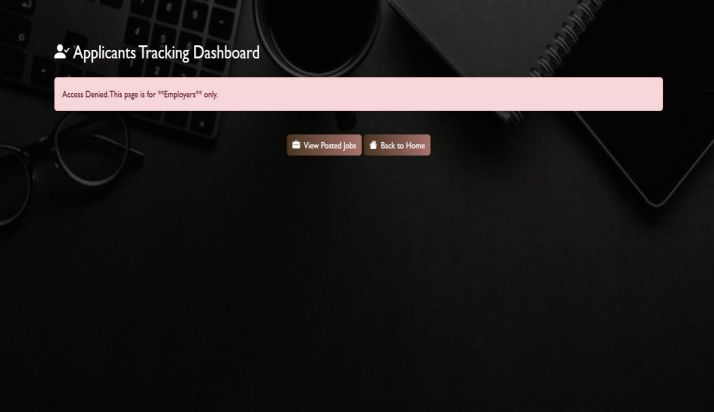 Applicants Tracking Dashboard
Access Denied.This page is for **Employers** only.
View Posted Jobs
Back to Home